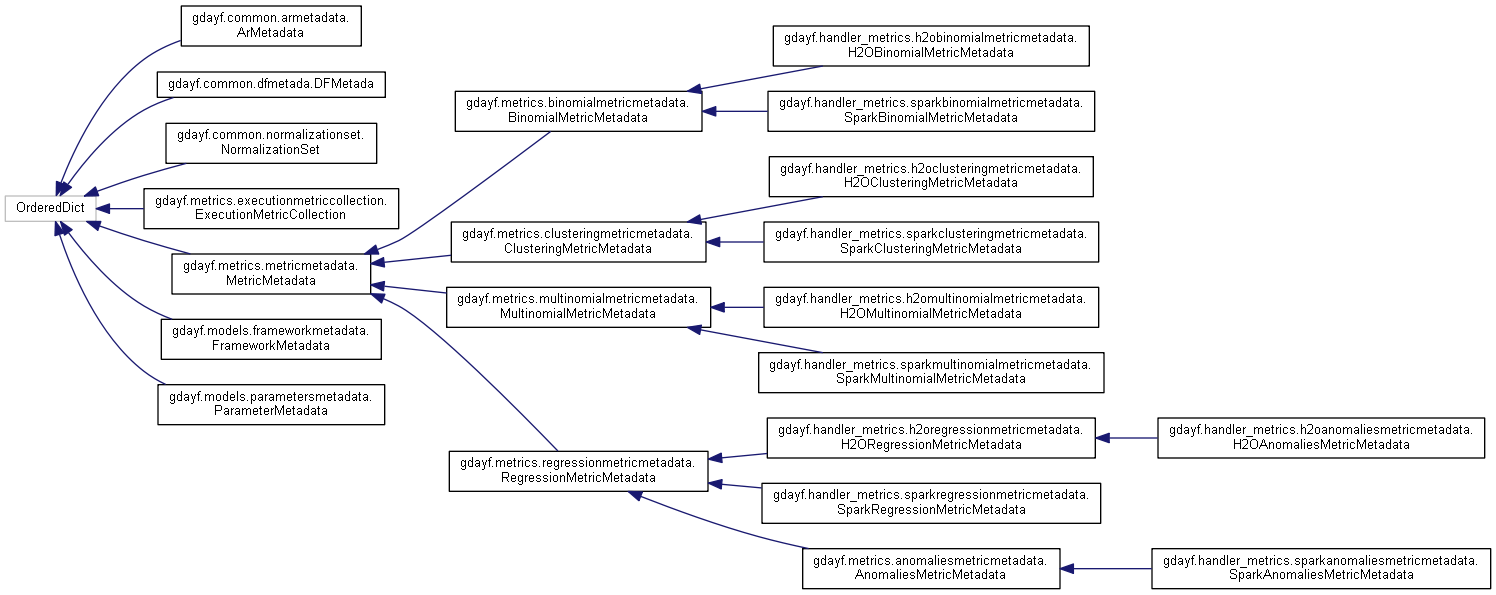 OrderedDict
gdayf.common.armetadata.
ArMetadata
gdayf.common.dfmetada.DFMetada
gdayf.common.normalizationset.
NormalizationSet
gdayf.metrics.executionmetriccollection.
ExecutionMetricCollection
gdayf.metrics.metricmetadata.
MetricMetadata
gdayf.models.frameworkmetadata.
FrameworkMetadata
gdayf.models.parametersmetadata.
ParameterMetadata
gdayf.metrics.binomialmetricmetadata.
BinomialMetricMetadata
gdayf.metrics.clusteringmetricmetadata.
ClusteringMetricMetadata
gdayf.metrics.multinomialmetricmetadata.
MultinomialMetricMetadata
gdayf.metrics.regressionmetricmetadata.
RegressionMetricMetadata
gdayf.handler_metrics.h2obinomialmetricmetadata.
H2OBinomialMetricMetadata
gdayf.handler_metrics.sparkbinomialmetricmetadata.
SparkBinomialMetricMetadata
gdayf.handler_metrics.h2oclusteringmetricmetadata.
H2OClusteringMetricMetadata
gdayf.handler_metrics.sparkclusteringmetricmetadata.
SparkClusteringMetricMetadata
gdayf.handler_metrics.h2omultinomialmetricmetadata.
H2OMultinomialMetricMetadata
gdayf.handler_metrics.sparkmultinomialmetricmetadata.
SparkMultinomialMetricMetadata
gdayf.handler_metrics.h2oregressionmetricmetadata.
H2ORegressionMetricMetadata
gdayf.handler_metrics.sparkregressionmetricmetadata.
SparkRegressionMetricMetadata
gdayf.metrics.anomaliesmetricmetadata.
AnomaliesMetricMetadata
gdayf.handler_metrics.h2oanomaliesmetricmetadata.
H2OAnomaliesMetricMetadata
gdayf.handler_metrics.sparkanomaliesmetricmetadata.
SparkAnomaliesMetricMetadata